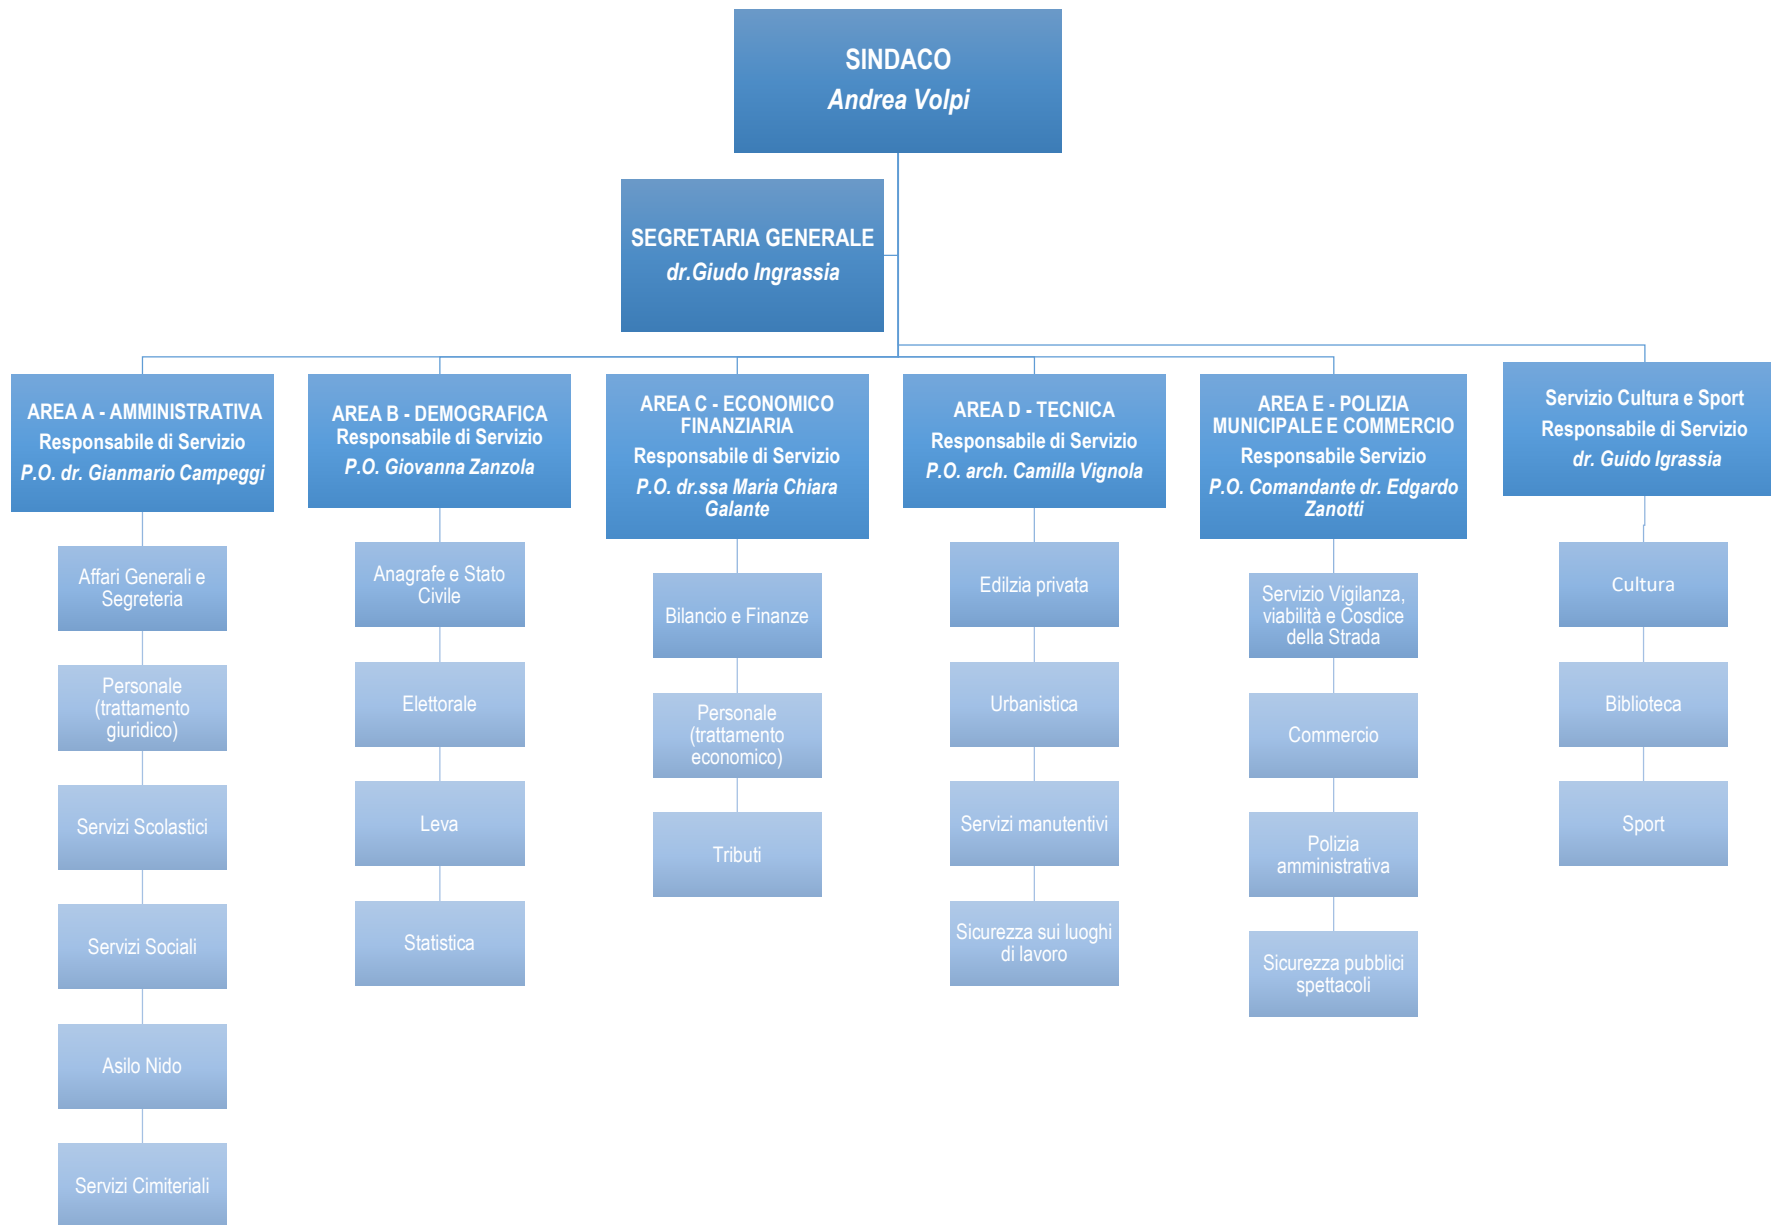 SINDACO
Andrea Volpi
SEGRETARIA GENERALE
dr.Giudo Ingrassia
AREA A - AMMINISTRATIVA
Responsabile di Servizio
P.O. dr. Gianmario Campeggi
Affari Generali e
Segreteria
Personale
(trattamento
giuridico)
Servizi Scolastici
Servizi Sociali
Asilo Nido
Servizi Cimiteriali
AREA B - DEMOGRAFICA
Responsabile di Servizio
P.O. Giovanna Zanzola
Anagrafe e Stato
Civile
Elettorale
Leva
Statistica
AREA C - ECONOMICO
FINANZIARIA
Responsabile di Servizio
P.O. dr.ssa Maria Chiara
Galante
Bilancio e Finanze
Personale
(trattamento
economico)
Tributi
AREA D - TECNICA
Responsabile di Servizio
P.O. arch. Camilla Vignola
Edilzia privata
Urbanistica
Servizi manutentivi
Sicurezza sui luoghi
di lavoro
AREA E - POLIZIA
MUNICIPALE E COMMERCIO
Responsabile Servizio
P.O. Comandante dr. Edgardo
Zanotti
Servizio Vigilanza,
viabilità e Cosdice
della Strada
Commercio
Polizia
amministrativa
Sicurezza pubblici
spettacoli
Servizio Cultura e Sport
Responsabile di Servizio
dr. Guido Igrassia
Cultura
Biblioteca
Sport